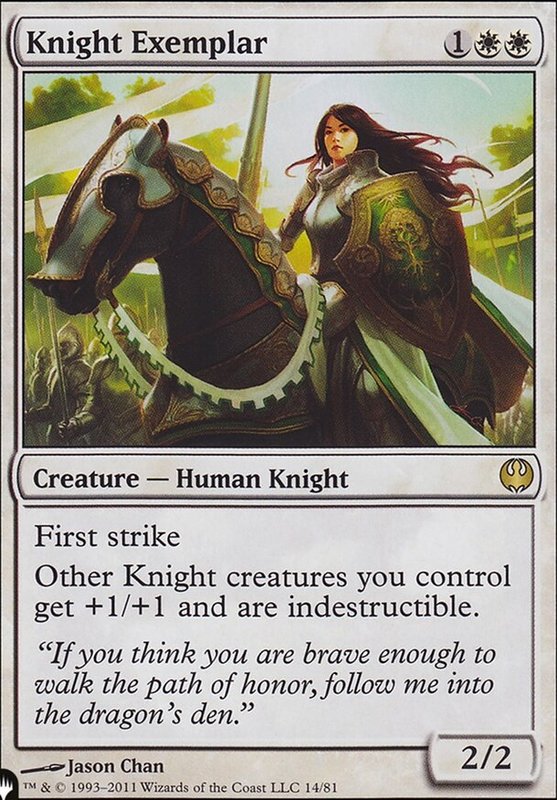 Knight Exemplar 1
Creature — Human Knight
First strike
Other Knight creatures you control
get +1/+1 and are indestructible.
“If you think you are brave enough to
walk the path of honor, follow me into
the dragon’s den.”
2/2
Jason Chan
™ & © 1993–2011 Wizards of the Coast LLC 14/81